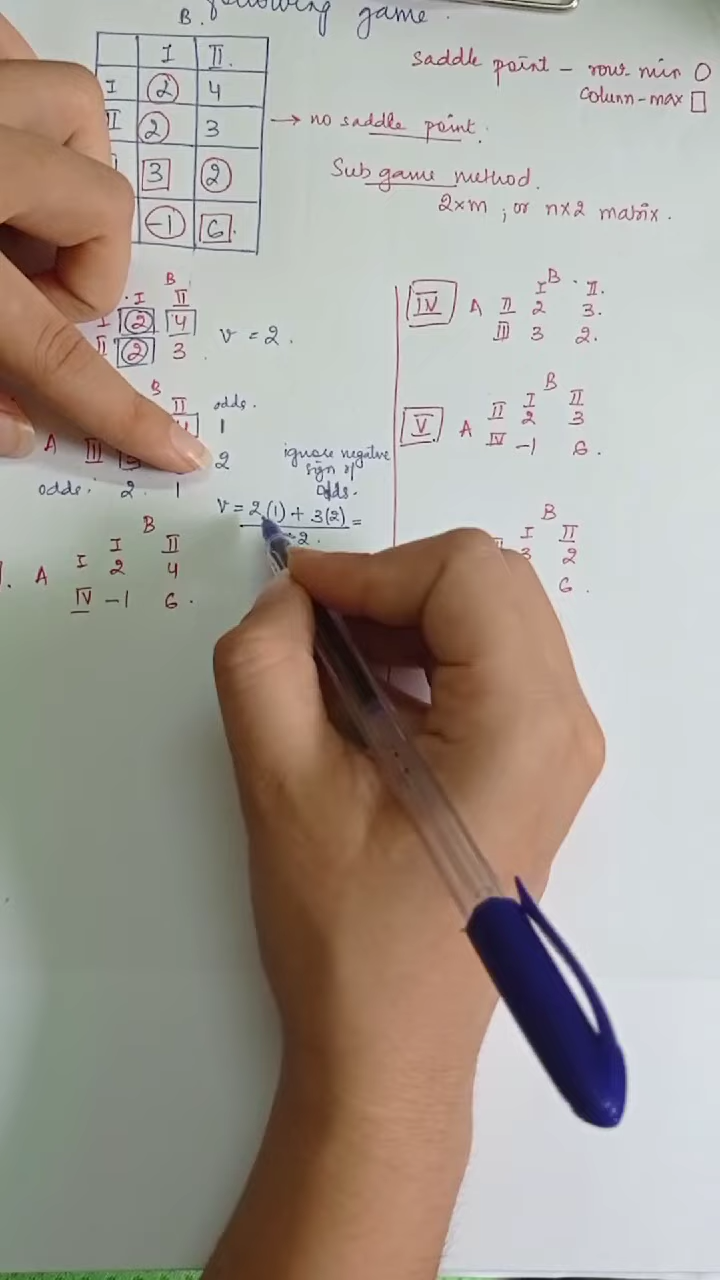 following game.
B.
I II.
I 2 4
II 2 3
3 2
-1 6
saddle point - row min O
column-max □
→ no saddle point.
Sub game method.
2×m, or n×2 matrix.
B
I II
I 2 4
II 2 3
v = 2.
B
II odds.
1
A III 2
odds: 2. 1
ignore negative
sign of
odds.
v = 2(1) + 3(2) =
2.
B
I II
A I 2 4
IV -1 6.
IV
B
I II.
A II 2 3.
III 3 2.
V.
B
I II
A II 2 3
IV -1 6.
B
I II
3 2
6.